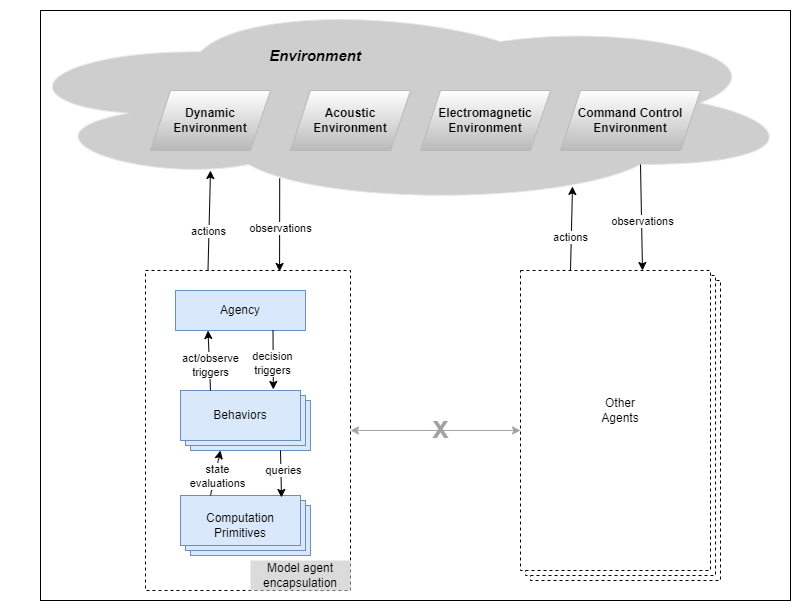 Environment
Dynamic
Environment
Acoustic
Environment
Electromagnetic
Environment
Command Control
Environment
actions
observations
actions
observations
Agency
act/observe
triggers
decision
triggers
Behaviors
X
Other
Agents
state
evaluations
queries
Computation
Primitives
Model agent
encapsulation